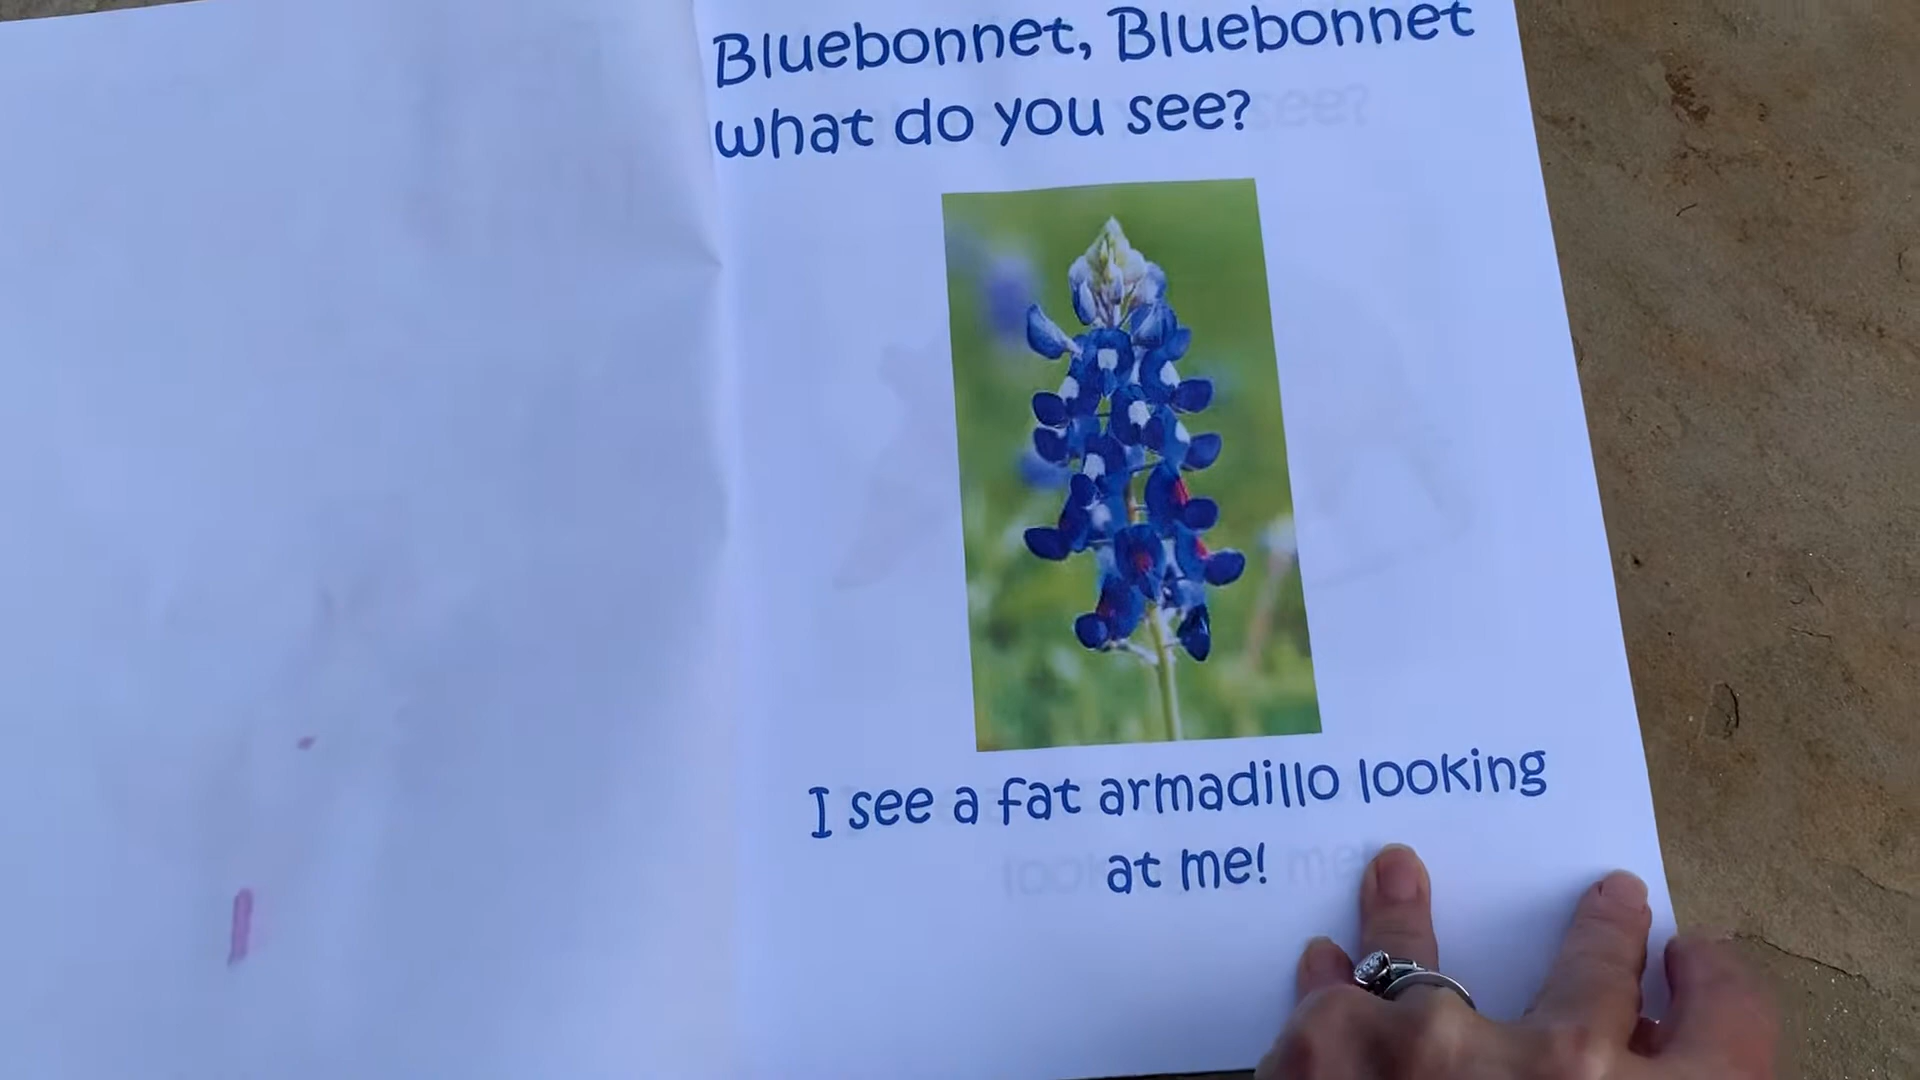 Bluebonnet, Bluebonnet
what do you see?
I see a fat armadillo looking
at me!